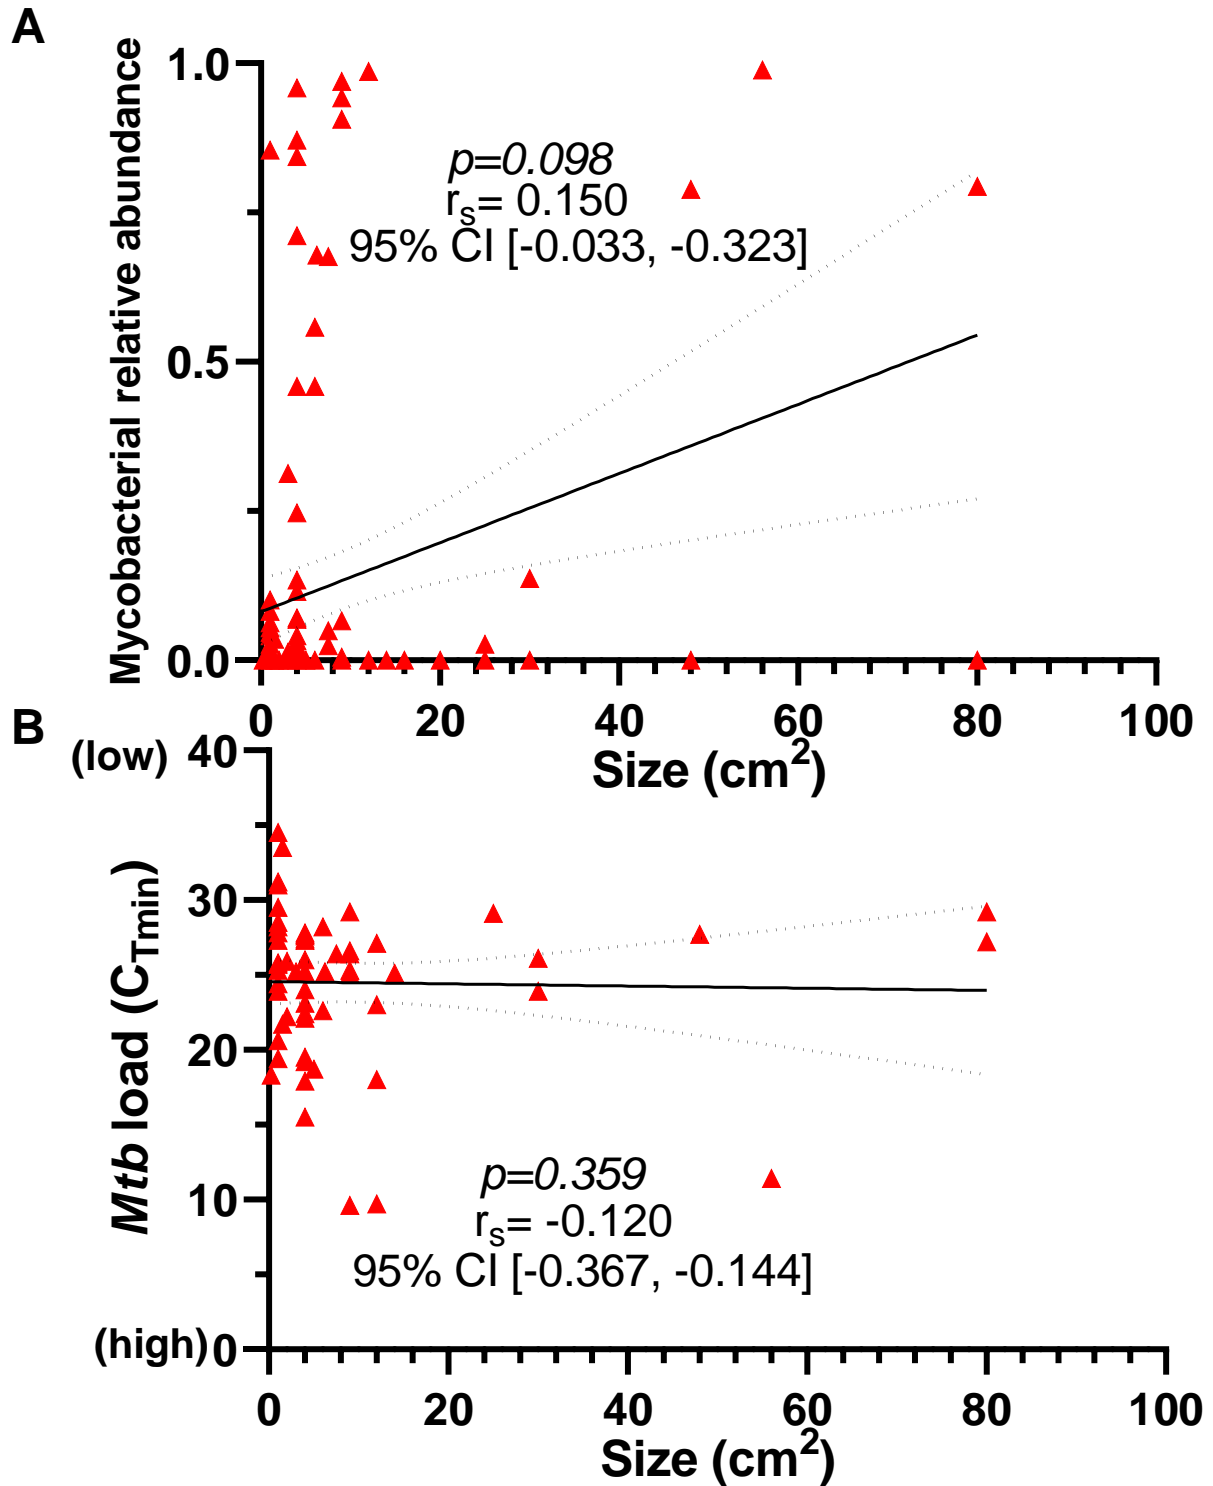 A
Mycobacterial relative abundance
1.0
0.5
0.0
p=0.098
rs= 0.150
95% CI [-0.033, -0.323]
0 20 40 60 80 100
Size (cm2)
B
(low) 40
30
20
10
(high) 0
Mtb load (CTmin)
p=0.359
rs= -0.120
95% CI [-0.367, -0.144]
0 20 40 60 80 100
Size (cm2)